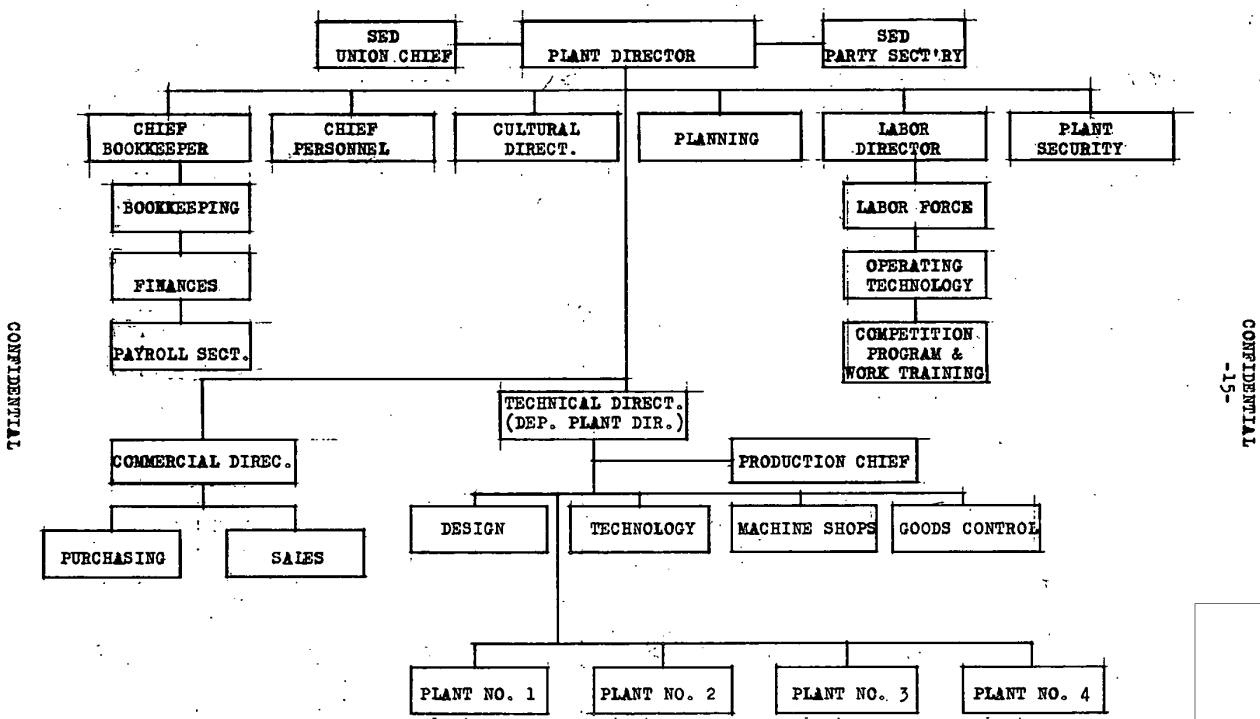 SED
UNION CHIEF
PLANT DIRECTOR
SED
PARTY SECT'RY
CHIEF
BOOKKEEPER
CHIEF
PERSONNEL
CULTURAL
DIRECT.
PLANNING
LABOR
DIRECTOR
PLANT
SECURITY
BOOKKEEPING
LABOR FORCE
FINANCES
OPERATING
TECHNOLOGY
PAYROLL SECT.
COMPETITION
PROGRAM &
WORK TRAINING
CONFIDENTIAL
CONFIDENTIAL
-15-
TECHNICAL DIRECT.
(DEP. PLANT DIR.)
COMMERCIAL DIREC.
PRODUCTION CHIEF
DESIGN
TECHNOLOGY
MACHINE SHOPS
GOODS CONTROL
PURCHASING
SALES
PLANT NO. 1
PLANT NO. 2
PLANT NO. 3
PLANT NO. 4